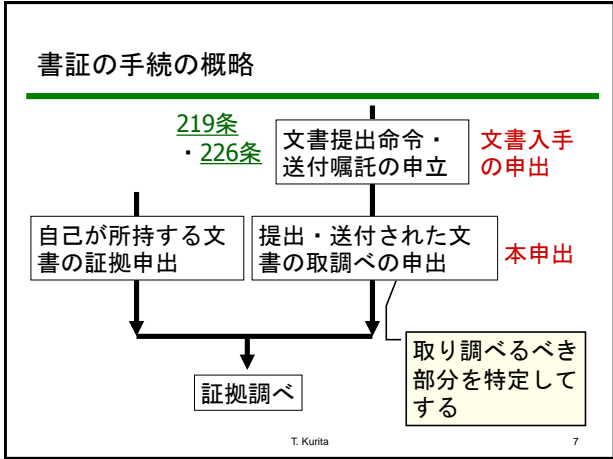 書証の手続の概略
219条
・226条
文書提出命令・
送付嘱託の申立
文書入手
の申出
自己が所持する文
書の証拠申出
提出・送付された文
書の取調べの申出
本申出
取り調べるべき
部分を特定して
する
証拠調べ
T. Kurita
7